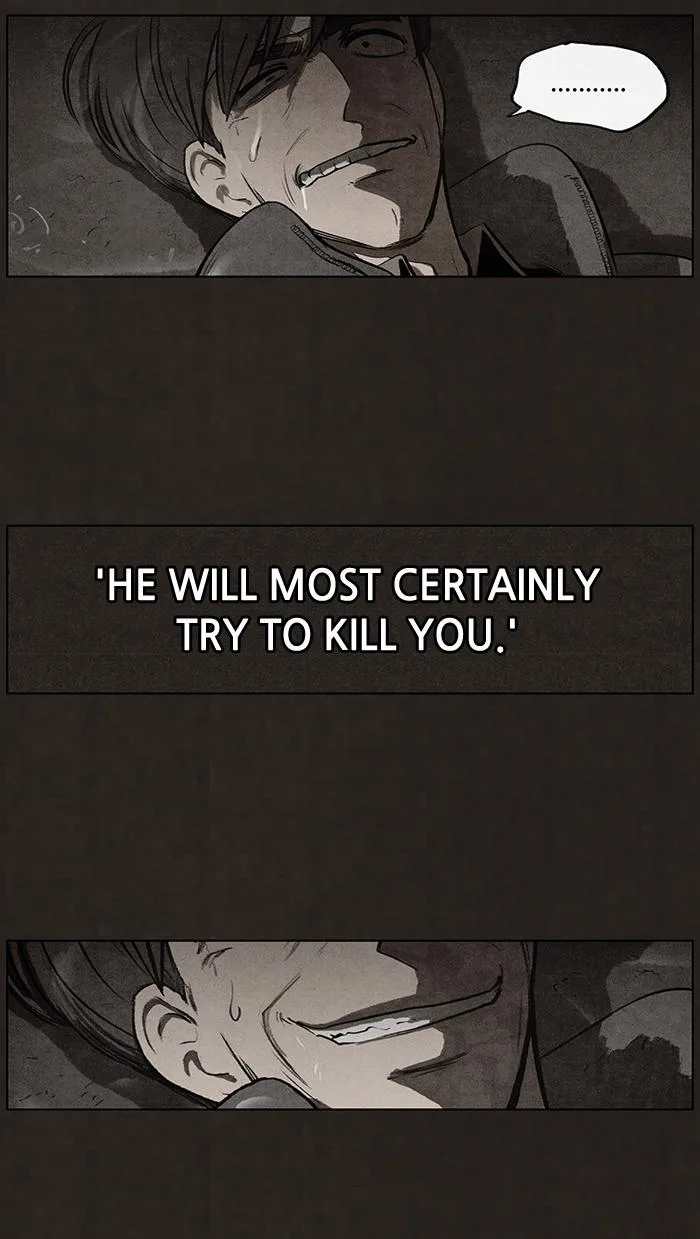 ...........
'HE WILL MOST CERTAINLY
TRY TO KILL YOU.'